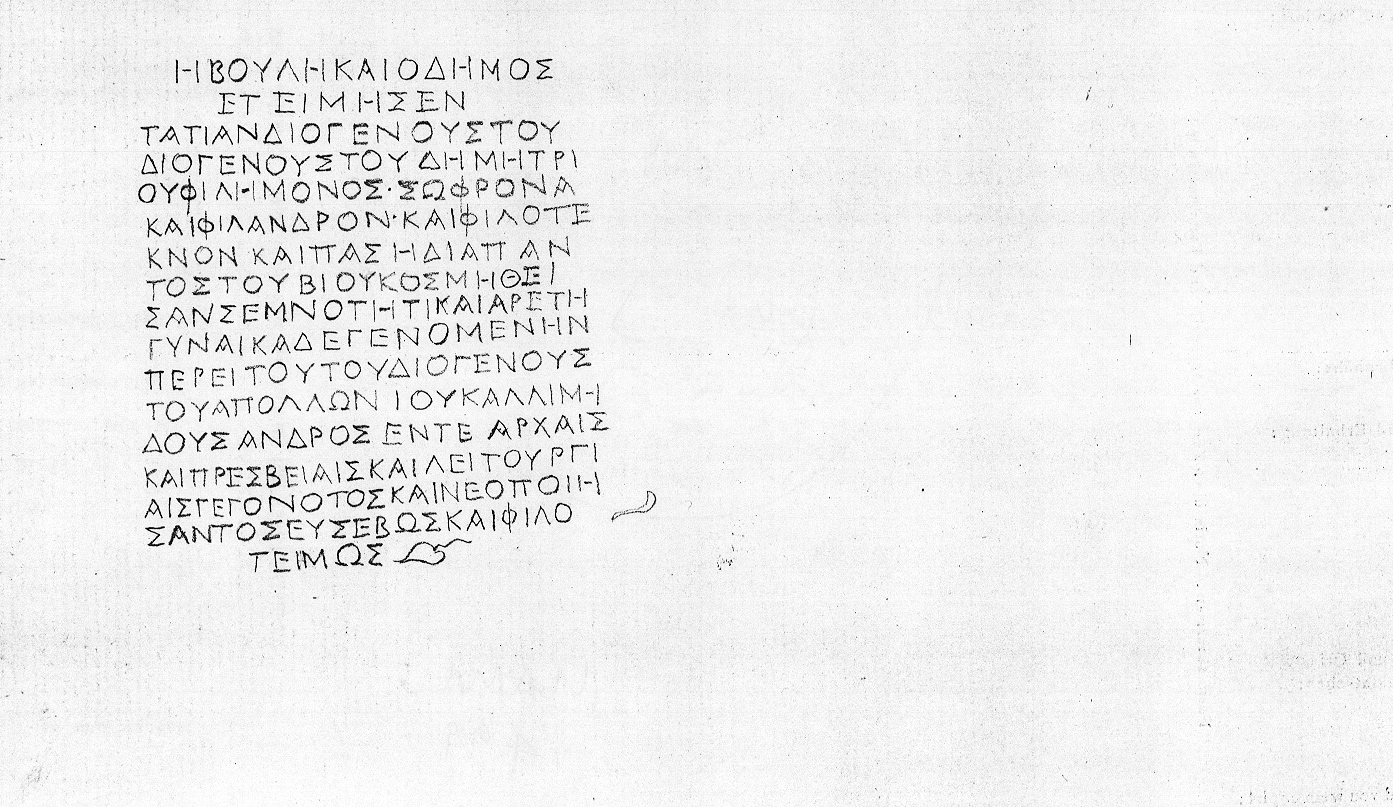 ΗΒΟΥΛΗΚΑΙΟΔΗΜΟΣ
ΕΤΕΙΜΗΣΕΝ
ΤΑΤΙΑΝΔΙΟΓΕΝΟΥΣΤΟΥ
ΔΙΟΓΕΝΟΥΣΤΟΥΔΗΜΗΤΡΙ
ΟΥΦΙΛΗΜΟΝΟΣ·ΣΩΦΡΟΝΑ
ΚΑΙΦΙΛΑΝΔΡΟΝ·ΚΑΙΦΙΛΟΤΕ
ΚΝΟΝΚΑΙΠΑΣΗΔΙΑΠΑΝ
ΤΟΣΤΟΥΒΙΟΥΚΟΣΜΗΘΕΙ
ΣΑΝΣΕΜΝΟΤΗΤΙΚΑΙΑΡΕΤΗ
ΓΥΝΑΙΚΑΔΕΓΕΝΟΜΕΝΗΝ
ΠΕΡΕΙΤΟΥΤΟΥΔΙΟΓΕΝΟΥΣ
ΤΟΥΑΠΟΛΛΩΝΙΟΥΚΑΛΛΙΜΗ
ΔΟΥΣΑΝΔΡΟΣΕΝΤΕΑΡΧΑΙΣ
ΚΑΙΠΡΕΣΒΕΙΑΙΣΚΑΙΛΕΙΤΟΥΡΓΙ
ΑΙΣΓΕΓΟΝΟΤΟΣΚΑΙΝΕΟΠΟΙΗ
ΣΑΝΤΟΣΕΥΣΕΒΩΣΚΑΙΦΙΛΟ
ΤΕΙΜΩΣ